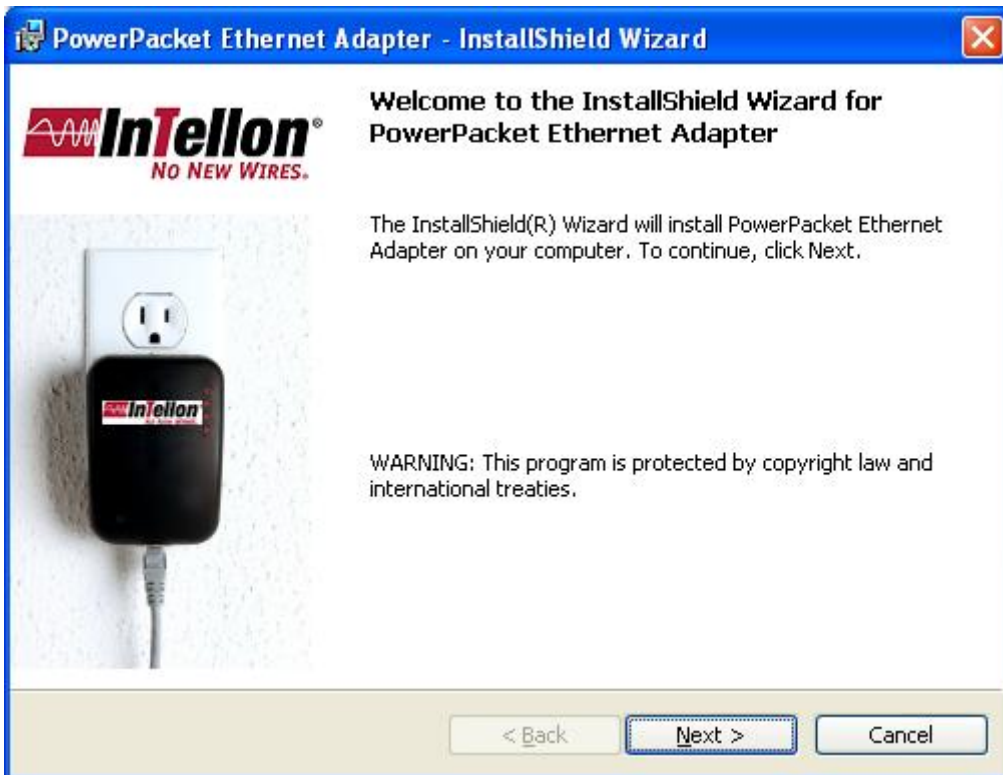 PowerPacket Ethernet Adapter - InstallShield Wizard
InTellon®
NO NEW WIRES.
Welcome to the InstallShield Wizard for
PowerPacket Ethernet Adapter
The InstallShield(R) Wizard will install PowerPacket Ethernet
Adapter on your computer. To continue, click Next.
InTellon
WARNING: This program is protected by copyright law and
international treaties.
< Back
Next >
Cancel